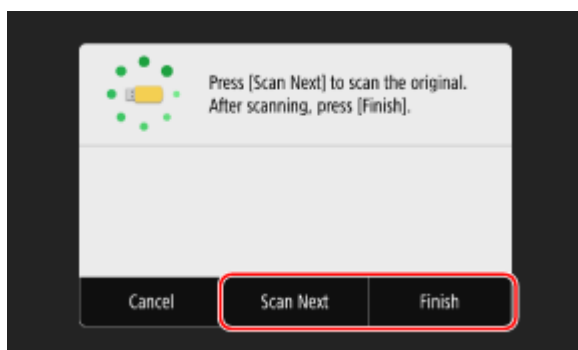 Press [Scan Next] to scan the original.
After scanning, press [Finish].
Cancel
Scan Next
Finish